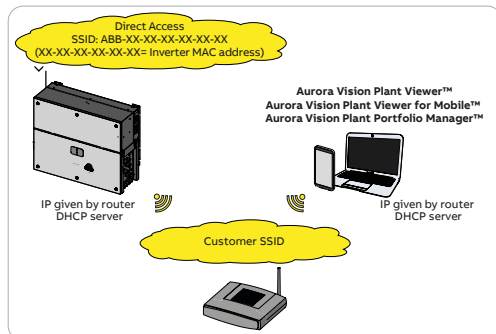 Direct Access
SSID: ABB-XX-XX-XX-XX-XX-XX
(XX-XX-XX-XX-XX-XX= Inverter MAC address)
Aurora Vision Plant Viewer™
Aurora Vision Plant Viewer for Mobile™
Aurora Vision Plant Portfolio Manager™
IP given by router
DHCP server
IP given by router
DHCP server
Customer SSID